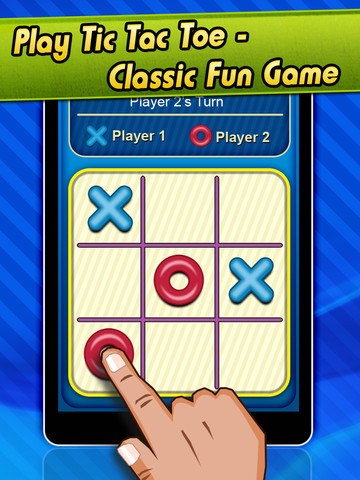 Play Tic Tac Toe -
Classic Fun Game
Player 2's Turn
Player 1
Player 2